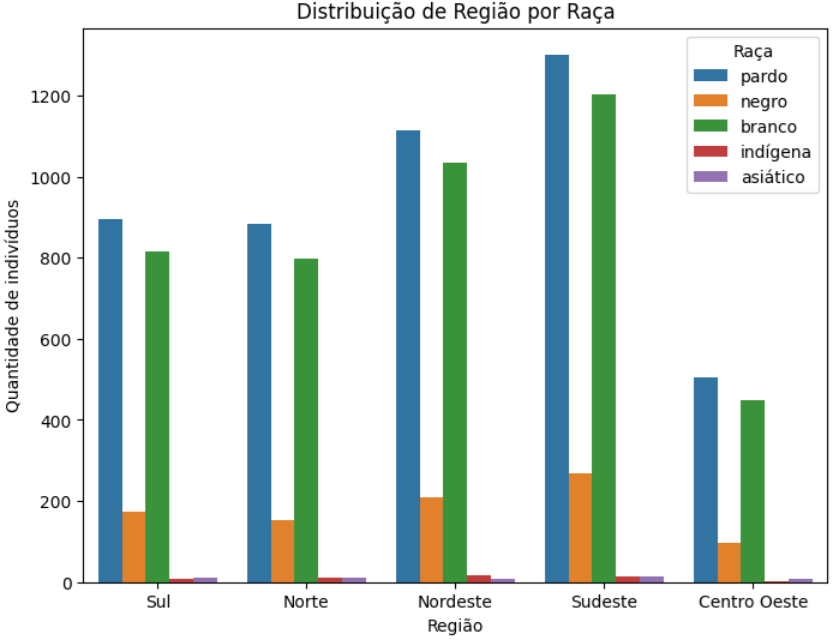 Distribuição de Região por Raça
Raça
pardo
negro
branco
indígena
asiático
Quantidade de indivíduos
1200
1000
800
600
400
200
0
Sul
Norte
Nordeste
Sudeste
Centro Oeste
Região